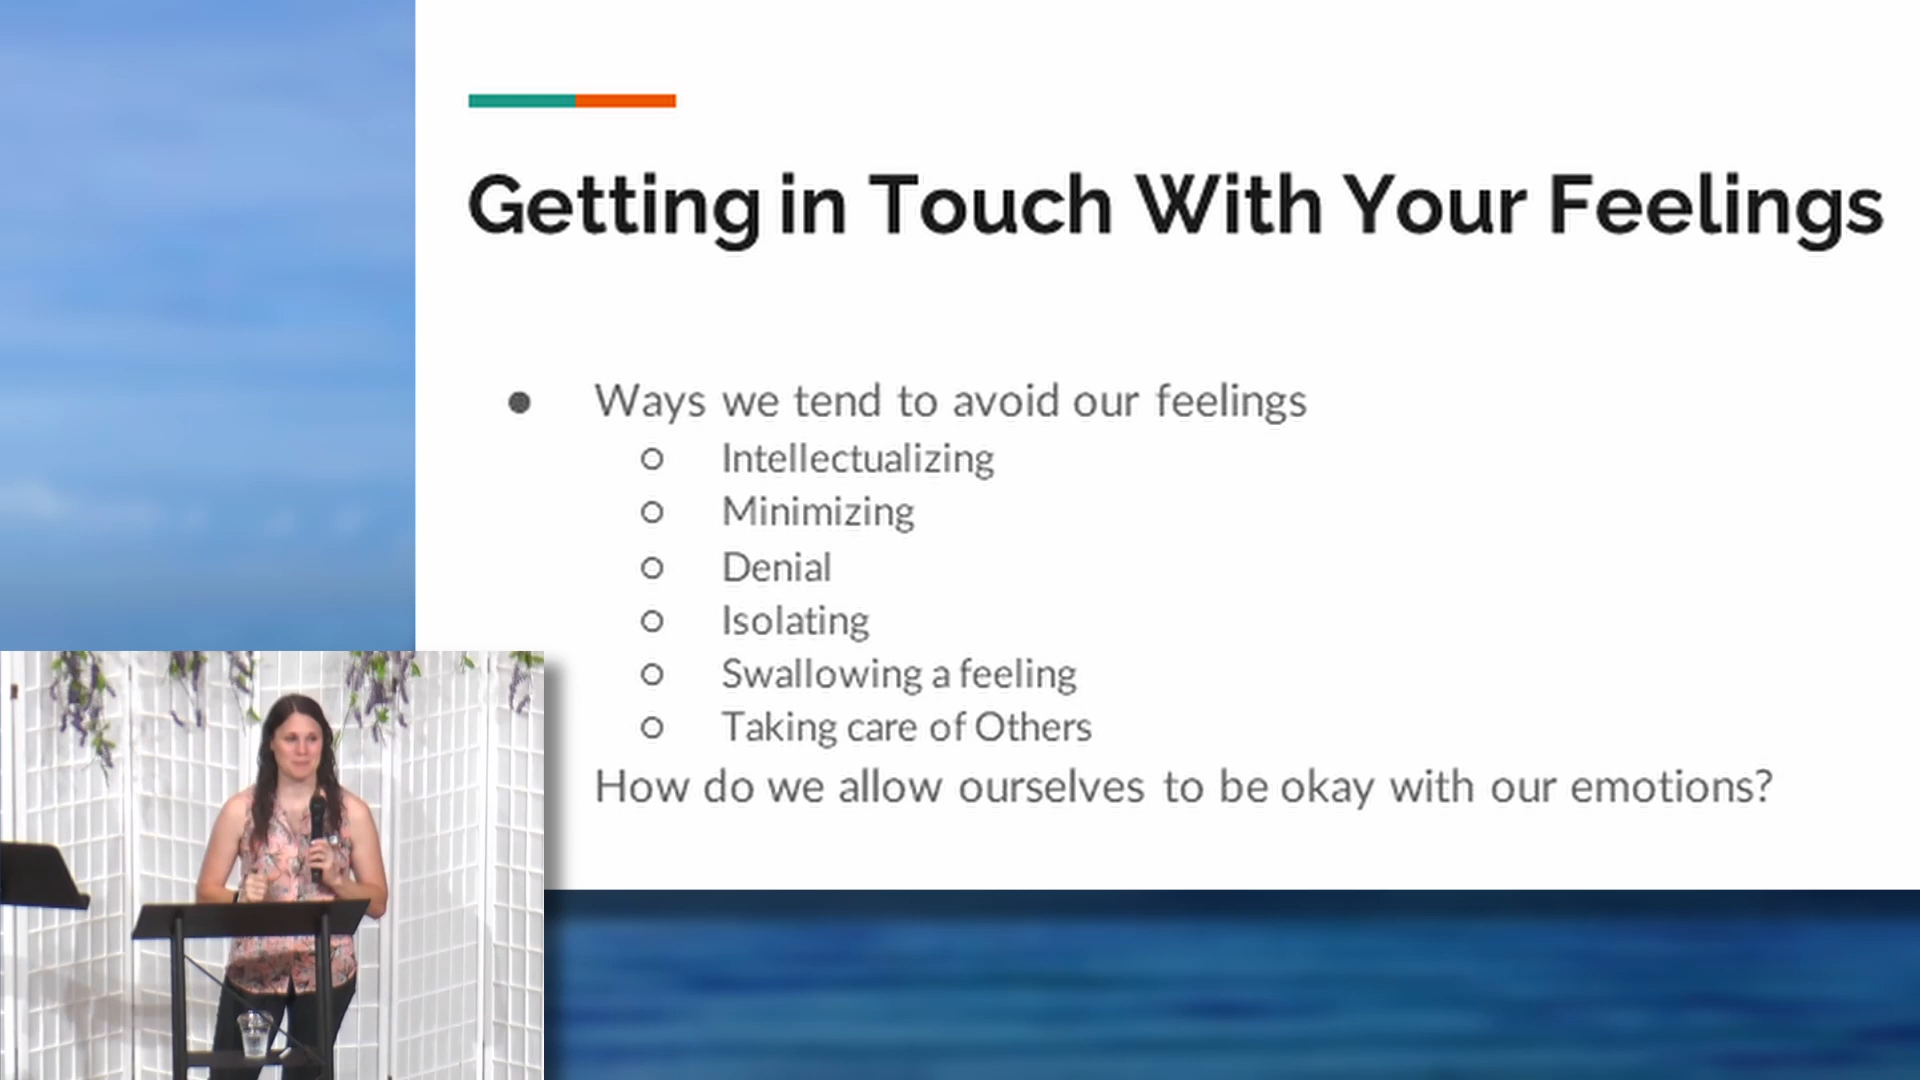 Getting in Touch With Your Feelings
● Ways we tend to avoid our feelings
○ Intellectualizing
○ Minimizing
○ Denial
○ Isolating
○ Swallowing a feeling
○ Taking care of Others
How do we allow ourselves to be okay with our emotions?